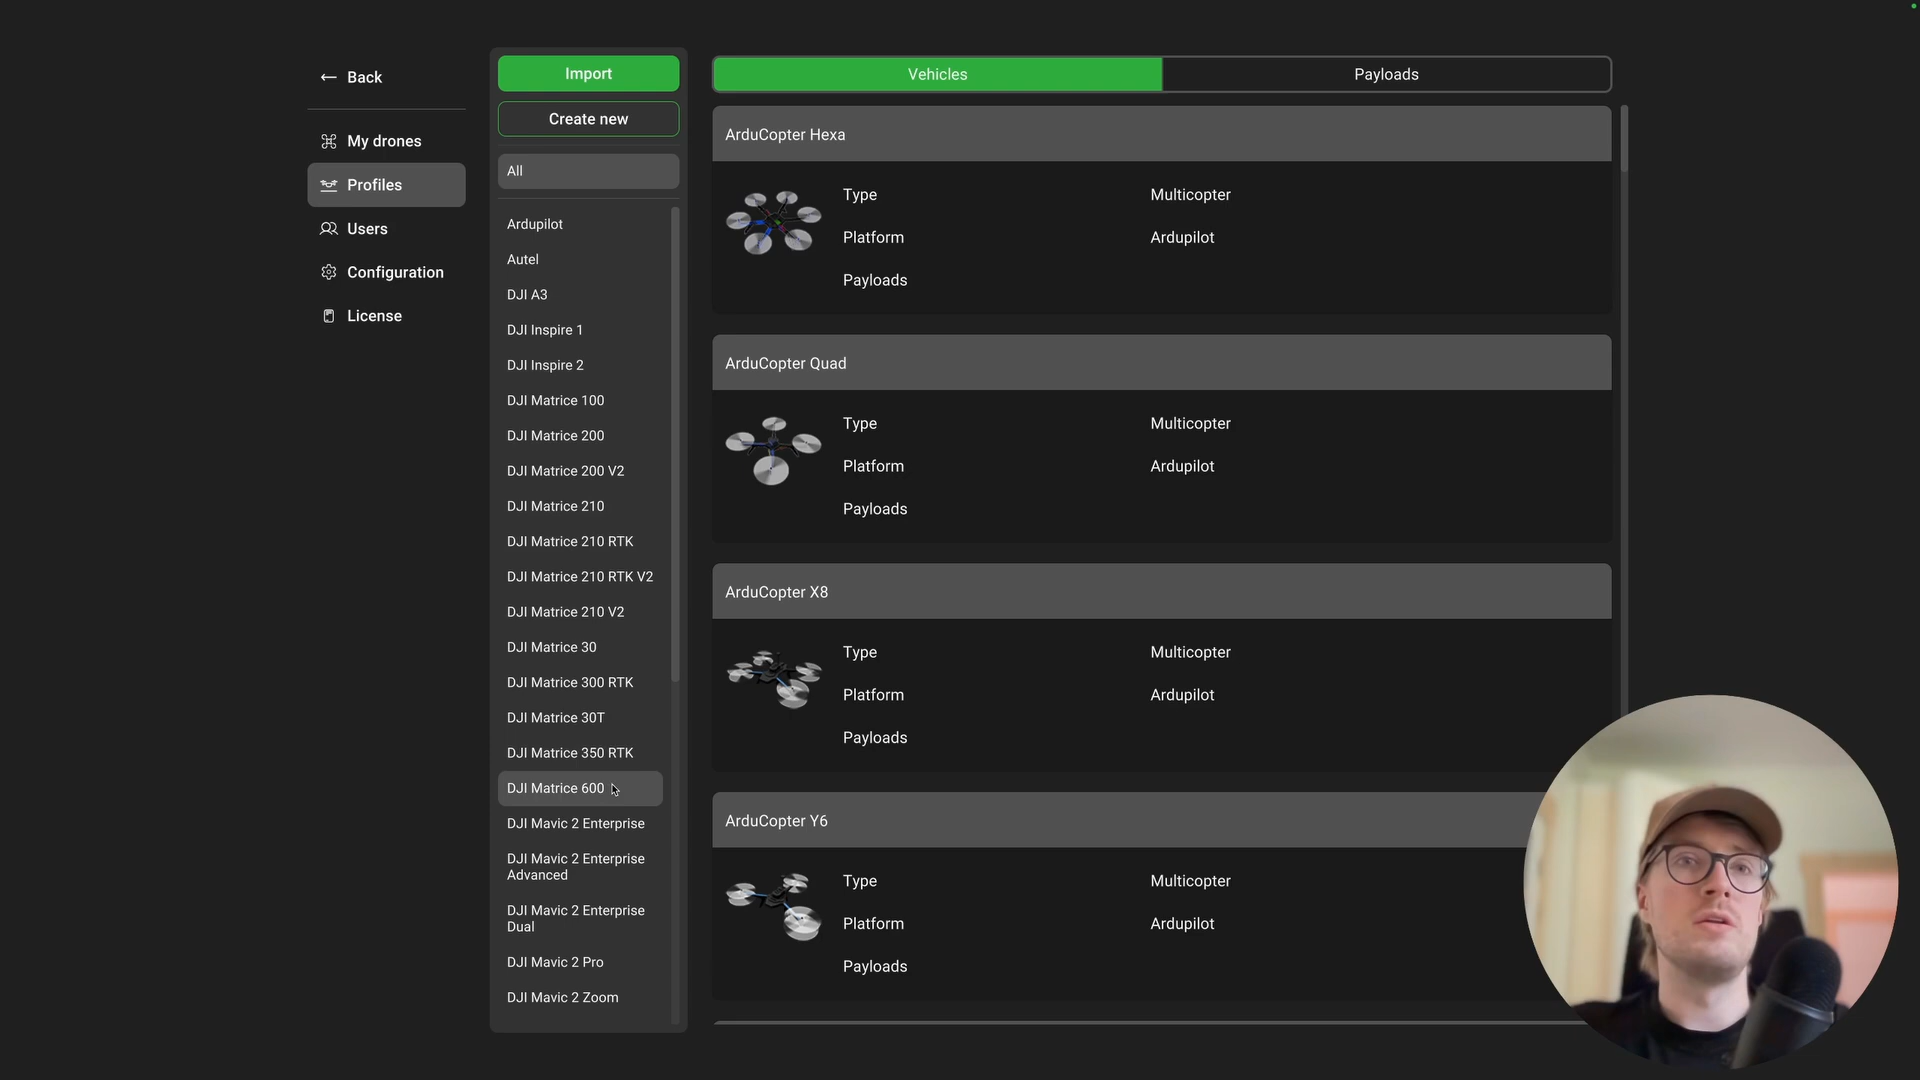 Back
My drones
Profiles
Users
Configuration
License
Import
Create new
All
Ardupilot
Autel
DJI A3
DJI Inspire 1
DJI Inspire 2
DJI Matrice 100
DJI Matrice 200
DJI Matrice 200 V2
DJI Matrice 210
DJI Matrice 210 RTK
DJI Matrice 210 RTK V2
DJI Matrice 210 V2
DJI Matrice 30
DJI Matrice 300 RTK
DJI Matrice 30T
DJI Matrice 350 RTK
DJI Matrice 600
DJI Mavic 2 Enterprise
DJI Mavic 2 Enterprise
Advanced
DJI Mavic 2 Enterprise
Dual
DJI Mavic 2 Pro
DJI Mavic 2 Zoom
Vehicles
Payloads
ArduCopter Hexa
Type Multicopter
Platform Ardupilot
Payloads
ArduCopter Quad
Type Multicopter
Platform Ardupilot
Payloads
ArduCopter X8
Type Multicopter
Platform Ardupilot
Payloads
ArduCopter Y6
Type Multicopter
Platform Ardupilot
Payloads